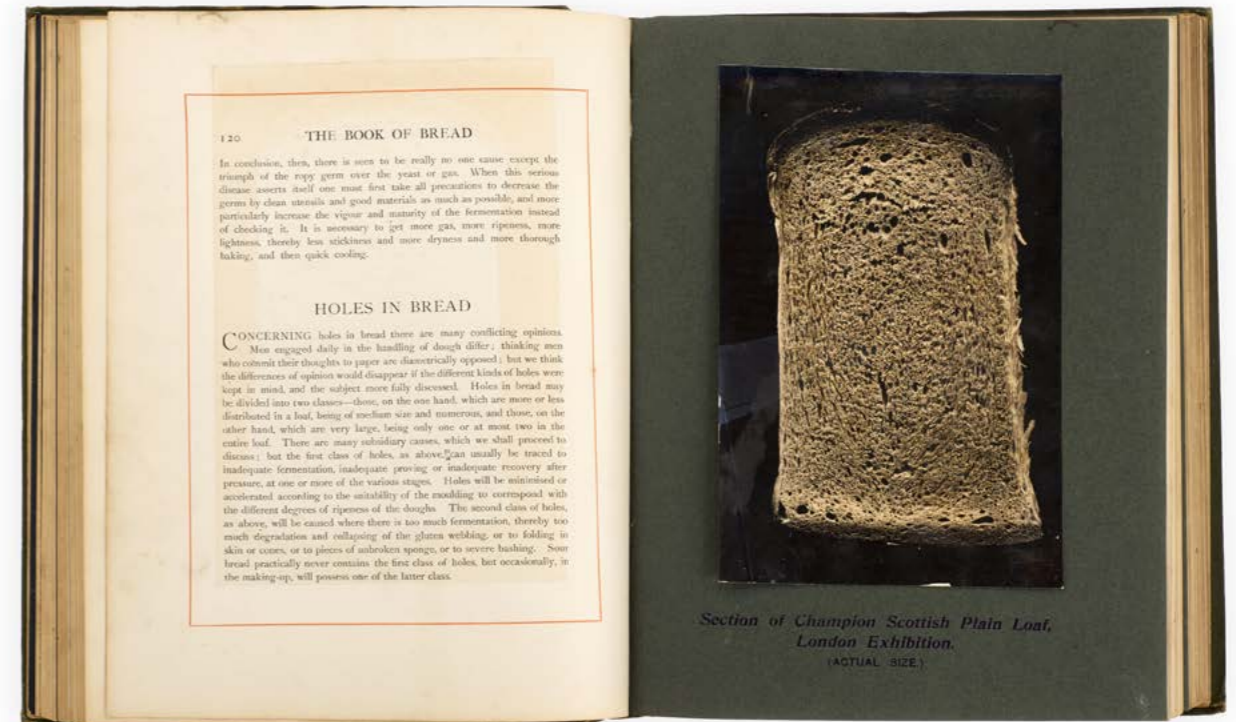 120
THE BOOK OF BREAD
In conclusion, then, there is seen to be really no one cause except the
triumph of the ropy germ over the yeast or gas. When this serious
disease asserts itself one must first take all precautions to decrease the
germs by clean utensils and good materials as much as possible, and more
particularly increase the vigour and maturity of the fermentation instead
of checking it. It is necessary to get more gas, more ripeness, more
lightness, thereby less stickiness and more dryness and more thorough
baking, and then quick cooling.
HOLES IN BREAD
CONCERNING holes in bread there are many conflicting opinions.
Men engaged daily in the handling of dough differ; thinking men
who commit their thoughts to paper are diametrically opposed; but we think
the differences of opinion would disappear if the different kinds of holes were
kept in mind, and the subject more fully discussed. Holes in bread may
be divided into two classes—those, on the one hand, which are more or less
distributed in a loaf, being of medium size and numerous, and those, on the
other hand, which are very large, being only one or at most two in the
entire loaf. There are many subsidiary causes, which we shall proceed to
discuss; but the first class of holes, as above, can usually be traced to
inadequate fermentation, inadequate proving or inadequate recovery after
pressure, at one or more of the various stages. Holes will be minimised or
accelerated according to the suitability of the moulding to correspond with
the different degrees of ripeness of the doughs. The second class of holes,
as above, will be caused where there is too much fermentation, thereby too
much degradation and collapsing of the gluten webbing, or to folding in
skin or cones, or to pieces of unbroken sponge, or to severe bashing. Sour
bread practically never contains the first class of holes, but occasionally, in
the making-up, will possess one of the latter class.
Section of Champion Scottish Plain Loaf,
London Exhibition.
(ACTUAL SIZE)